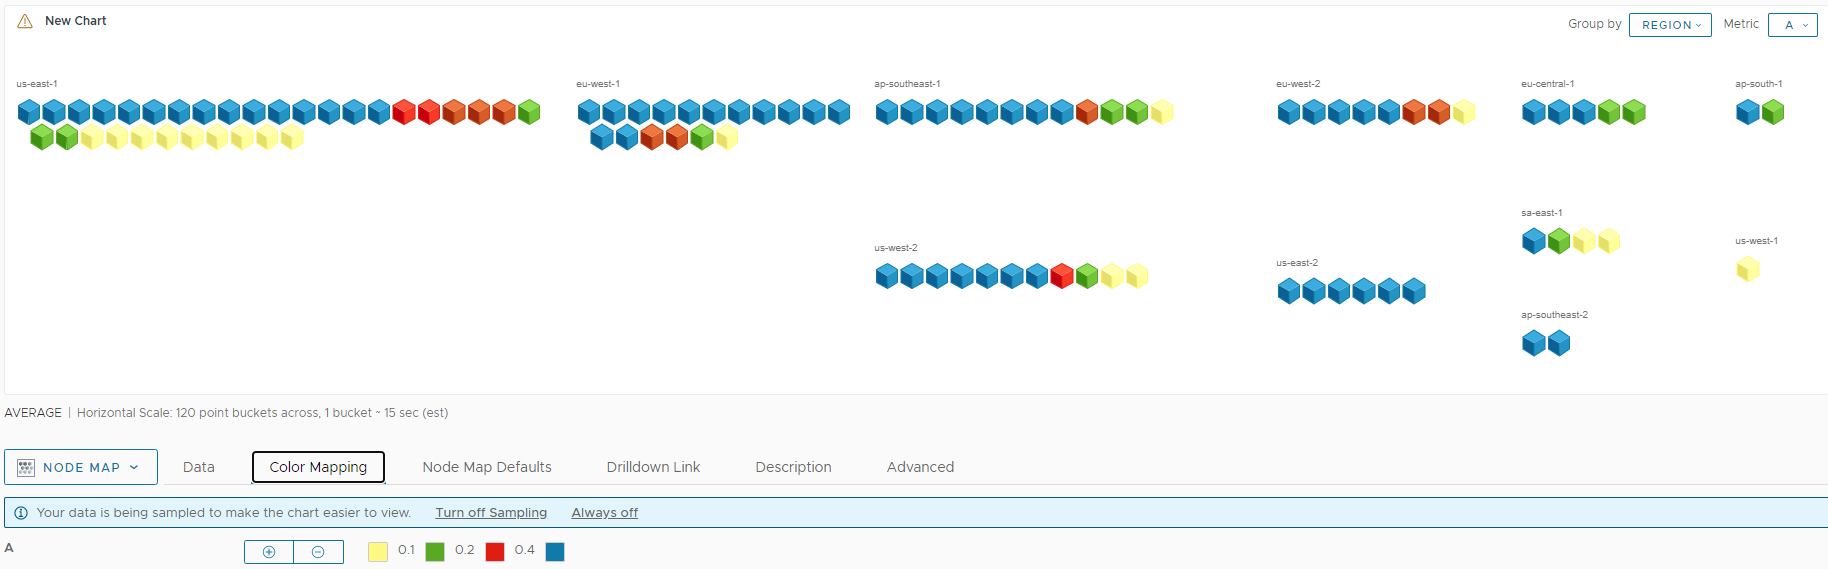 New Chart
Group by REGION Metric A
us-east-1 eu-west-1 ap-southeast-1 eu-west-2 eu-central-1 ap-south-1
sa-east-1
us-west-1
us-west-2
us-east-2
ap-southeast-2
AVERAGE | Horizontal Scale: 120 point buckets across, 1 bucket ~ 15 sec (est)
NODE MAP Data Color Mapping Node Map Defaults Drilldown Link Description Advanced
Your data is being sampled to make the chart easier to view. Turn off Sampling Always off
A 0.1 0.2 0.4